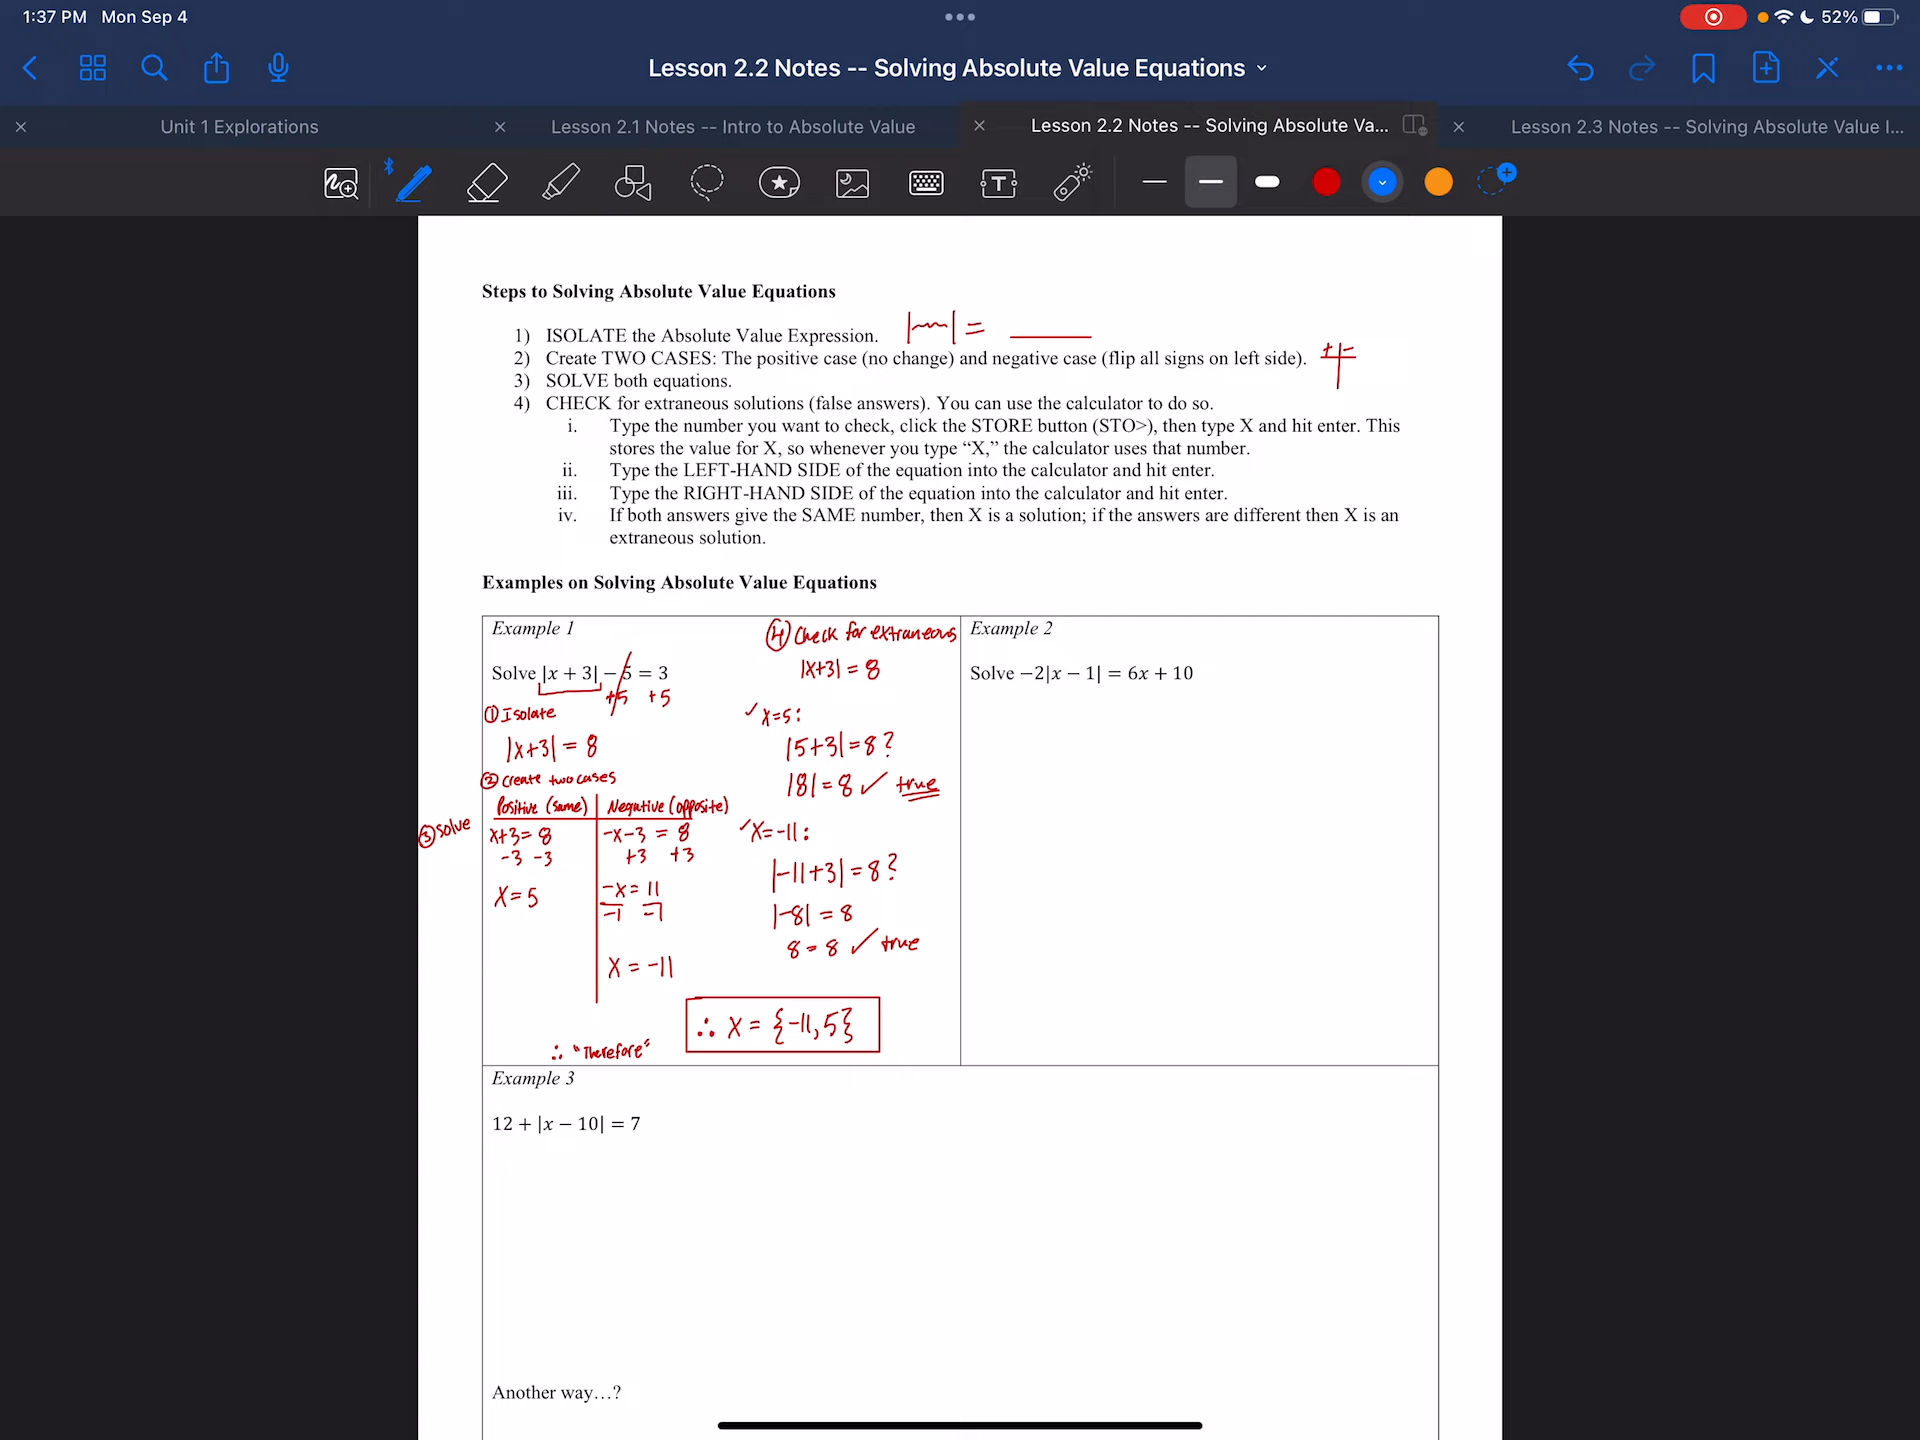 1:37 PM Mon Sep 4
52%
Lesson 2.2 Notes -- Solving Absolute Value Equations
Unit 1 Explorations
Lesson 2.1 Notes -- Intro to Absolute Value
Lesson 2.2 Notes -- Solving Absolute Va...
Lesson 2.3 Notes -- Solving Absolute Value I...
Steps to Solving Absolute Value Equations
1) ISOLATE the Absolute Value Expression. | | = ____
2) Create TWO CASES: The positive case (no change) and negative case (flip all signs on left side). + -
3) SOLVE both equations.
4) CHECK for extraneous solutions (false answers). You can use the calculator to do so.
i. Type the number you want to check, click the STORE button (STO>), then type X and hit enter. This
stores the value for X, so whenever you type “X,” the calculator uses that number.
ii. Type the LEFT-HAND SIDE of the equation into the calculator and hit enter.
iii. Type the RIGHT-HAND SIDE of the equation into the calculator and hit enter.
iv. If both answers give the SAME number, then X is a solution; if the answers are different then X is an
extraneous solution.
Examples on Solving Absolute Value Equations
Example 1
Solve |x + 3| − 5 = 3
+5 +5
① Isolate
|x+3| = 8
② Create two cases
Positive (same) Negative (opposite)
③ Solve
x+3 = 8
-3 -3
x = 5
-x-3 = 8
+3 +3
-x = 11
-1 -1
x = -11
④ Check for extraneous
|x+3| = 8
✓ x=5:
|5+3| = 8?
|8| = 8 ✓ true
✓ x=-11:
|-11+3| = 8?
|-8| = 8
8 = 8 ✓ true
∴ x = {-11, 5}
∴ "Therefore"
Example 2
Solve −2|x − 1| = 6x + 10
Example 3
12 + |x − 10| = 7
Another way…?